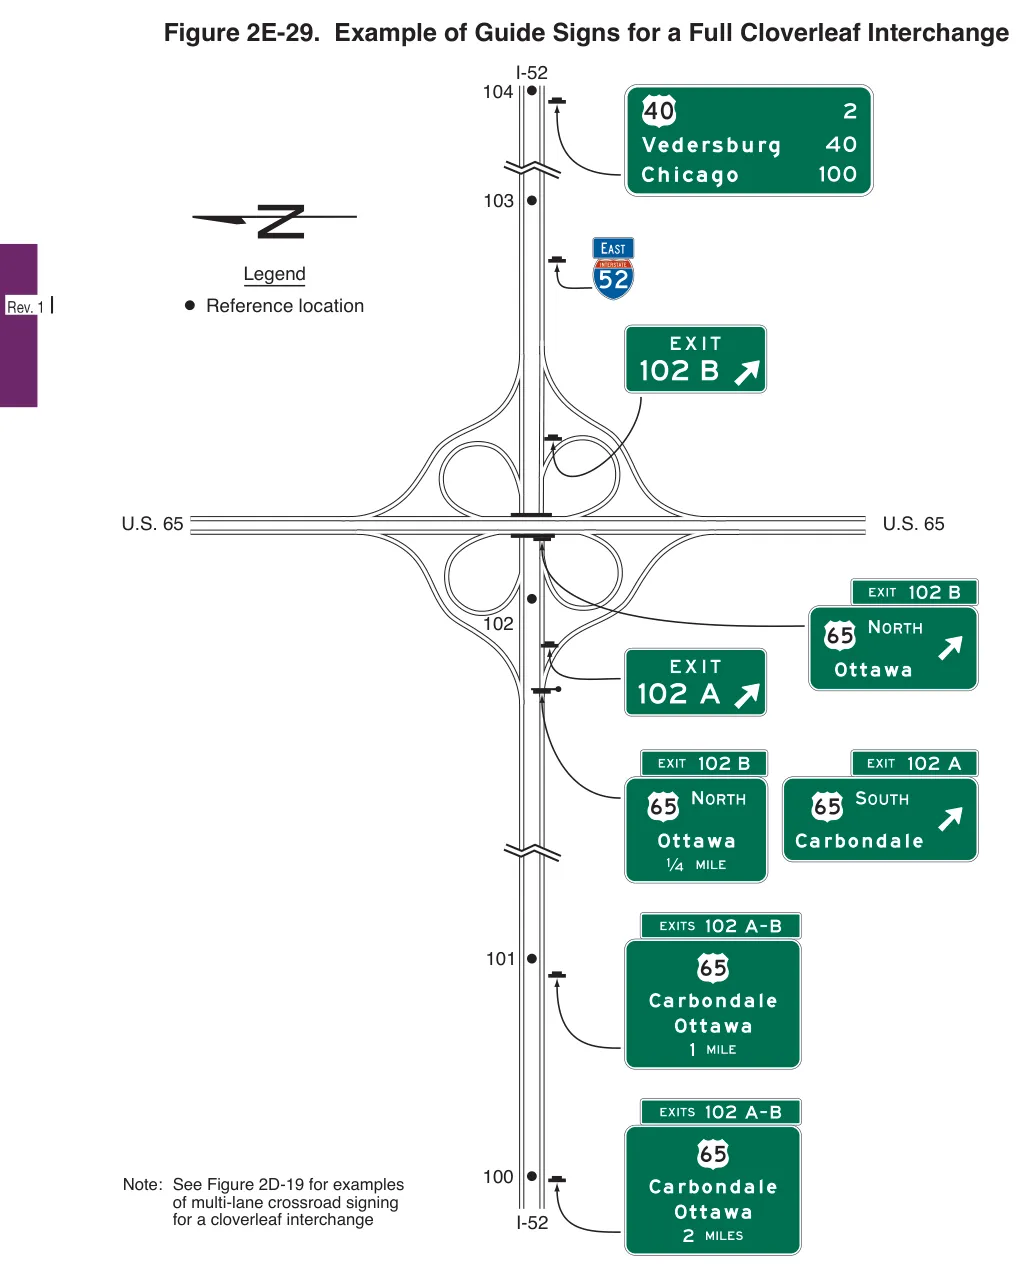 Figure 2E-29.  Example of Guide Signs for a Full Cloverleaf Interchange
I-52
104
40 2
Vedersburg 40
Chicago 100
103
N
EAST
INTERSTATE
52
Legend
Reference location
Rev. 1
EXIT
102 B
U.S. 65
U.S. 65
EXIT 102 B
65 NORTH
Ottawa
102
EXIT
102 A
EXIT 102 B
65 NORTH
Ottawa
1/4 MILE
EXIT 102 A
65 SOUTH
Carbondale
101
EXITS 102 A-B
65
Carbondale
Ottawa
1 MILE
100
EXITS 102 A-B
65
Carbondale
Ottawa
2 MILES
I-52
Note: See Figure 2D-19 for examples
of multi-lane crossroad signing
for a cloverleaf interchange